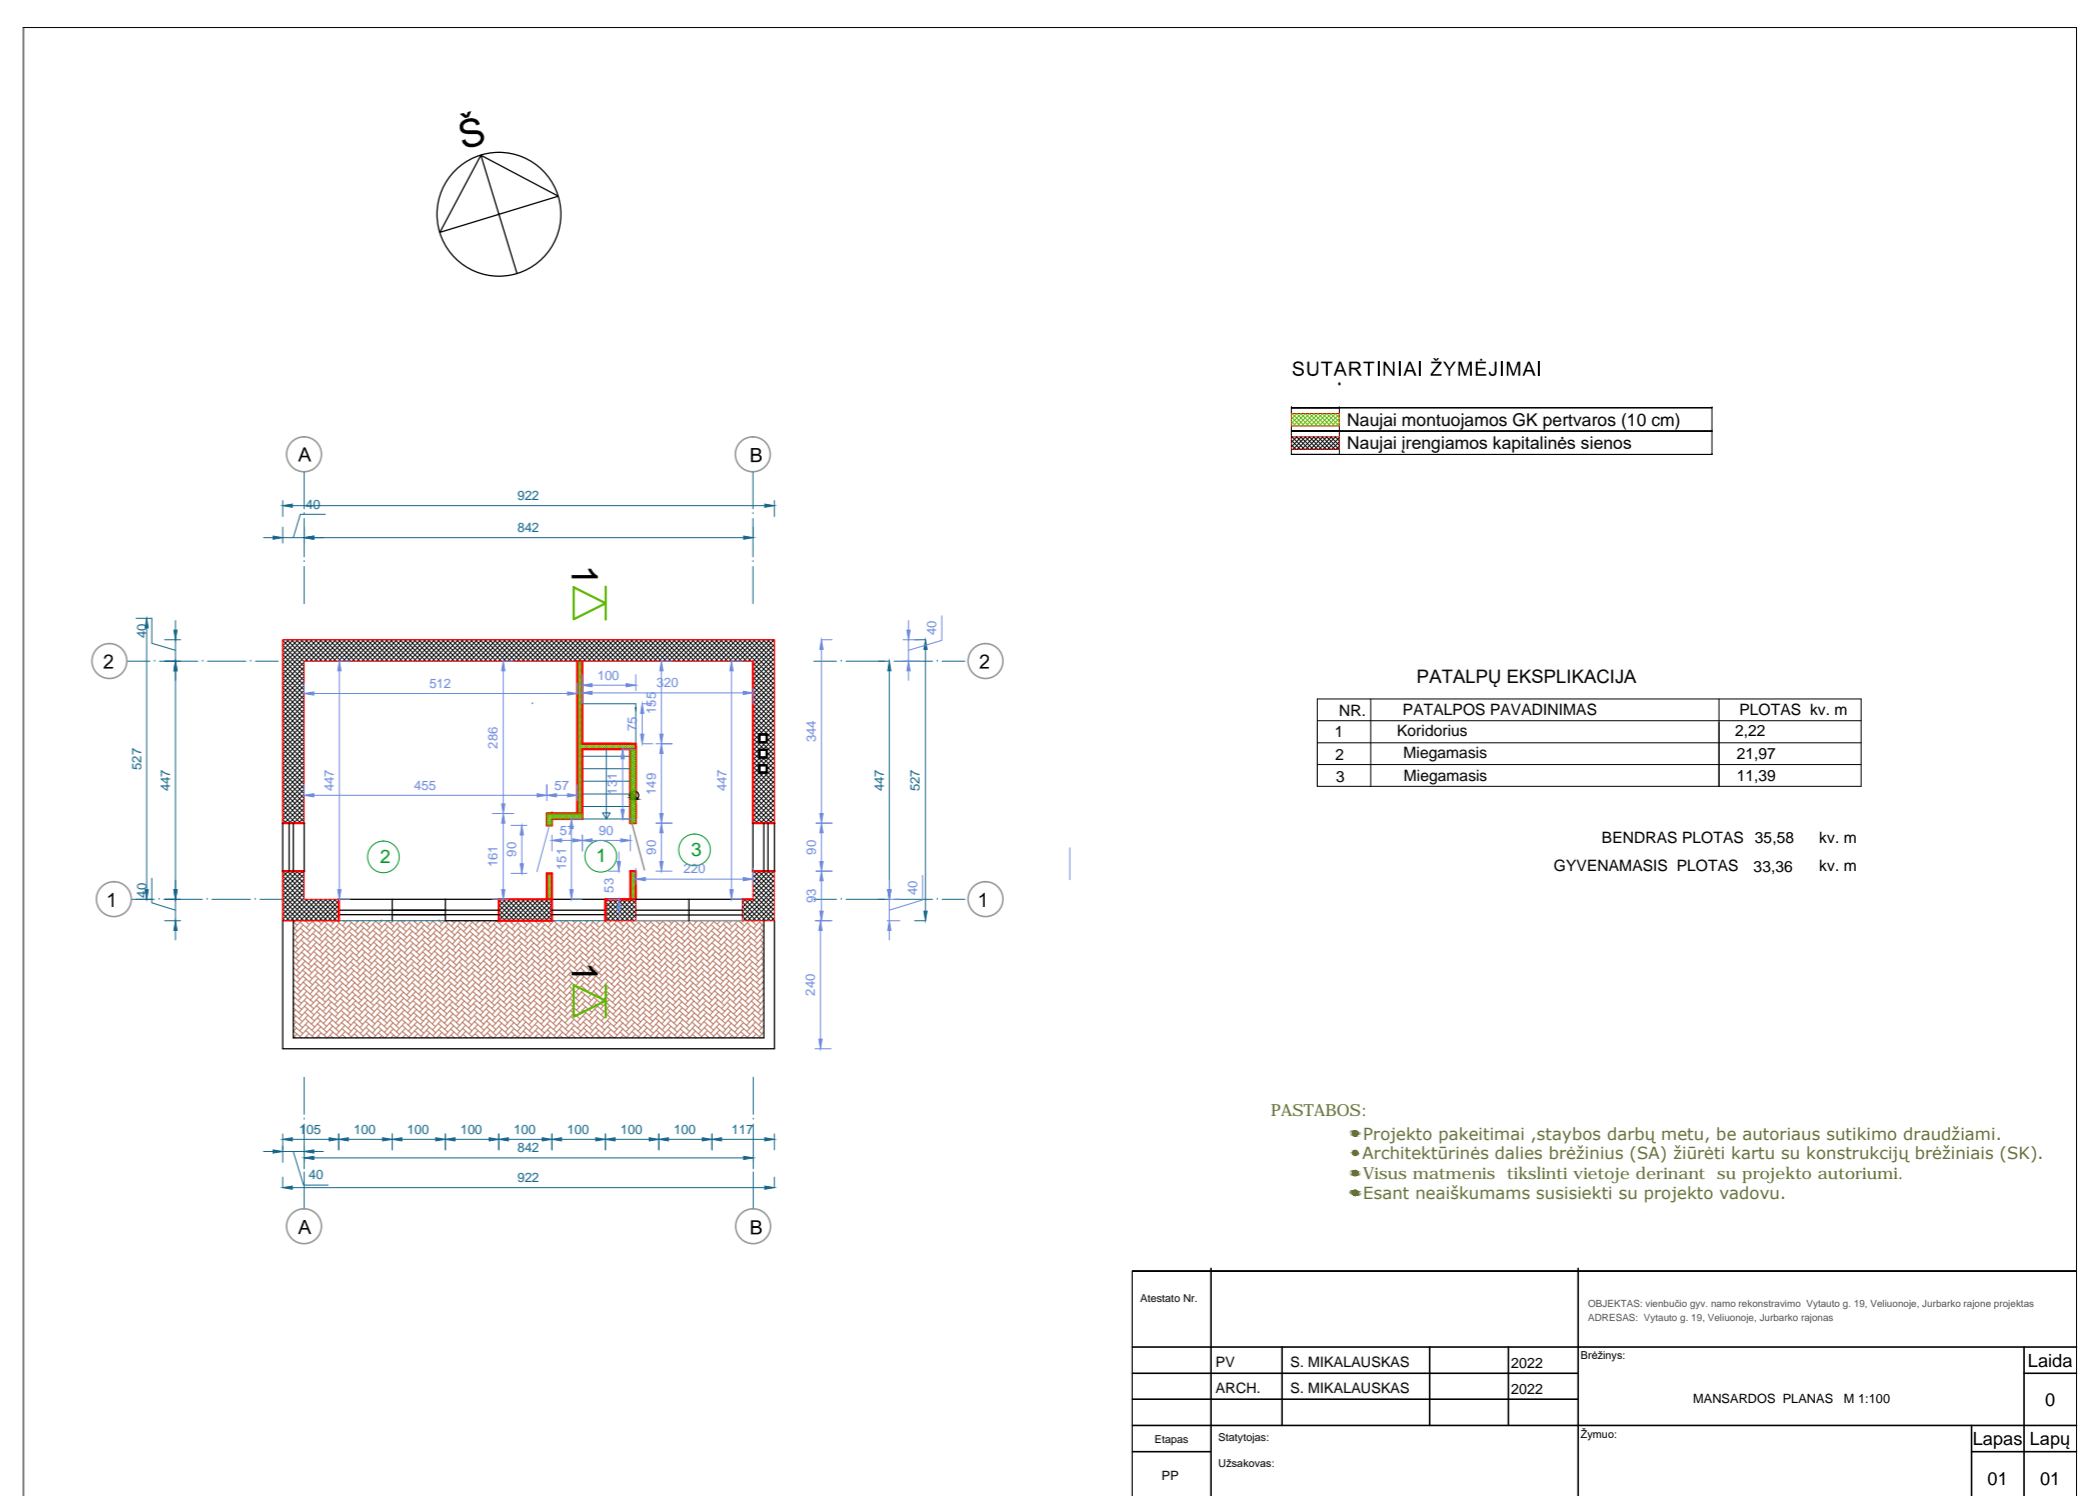 Š
SUTARTINIAI ŽYMĖJIMAI
Naujai montuojamos GK pertvaros (10 cm)
Naujai įrengiamos kapitalinės sienos
A
B
922
40
842
1
2
40
40
2
512
100
320
155
75
286
344
527
447
447
455
57
131
149
447
447
527
57
90
90
90
90
161
151
2
1
3
220
53
93
40
40
1
1
1
240
105 100 100 100 100 100 100 100 117
842
40
922
A
B
PATALPŲ EKSPLIKACIJA
NR. PATALPOS PAVADINIMAS PLOTAS kv. m
1 Koridorius 2,22
2 Miegamasis 21,97
3 Miegamasis 11,39
BENDRAS PLOTAS 35,58 kv. m
GYVENAMASIS PLOTAS 33,36 kv. m
PASTABOS:
Projekto pakeitimai ,staybos darbų metu, be autoriaus sutikimo draudžiami.
Architektūrinės dalies brėžinius (SA) žiūrėti kartu su konstrukcijų brėžiniais (SK).
Visus matmenis tikslinti vietoje derinant su projekto autoriumi.
Esant neaiškumams susisiekti su projekto vadovu.
Atestato Nr.
OBJEKTAS: vienbučio gyv. namo rekonstravimo Vytauto g. 19, Veliuonoje, Jurbarko rajone projektas
ADRESAS: Vytauto g. 19, Veliuonoje, Jurbarko rajonas
PV S. MIKALAUSKAS 2022
Brėžinys:
Laida
ARCH. S. MIKALAUSKAS 2022
MANSARDOS PLANAS M 1:100
0
Etapas
Statytojas:
Žymuo:
Lapas Lapų
Užsakovas:
PP
01 01